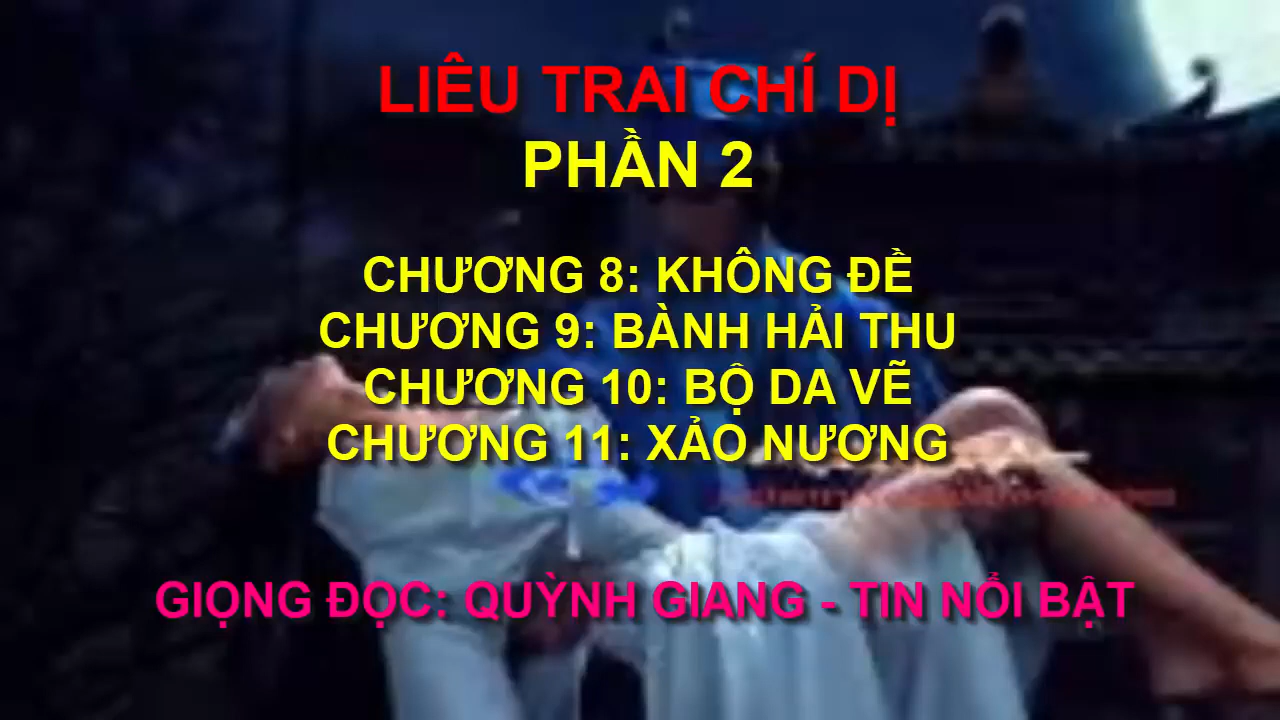 LIÊU TRAI CHÍ DỊ
PHẦN 2
CHƯƠNG 8: KHÔNG ĐỀ
CHƯƠNG 9: BÀNH HẢI THU
CHƯƠNG 10: BỘ DA VẼ
CHƯƠNG 11: XẢO NƯƠNG
GIỌNG ĐỌC: QUỲNH GIANG - TIN NỔI BẬT